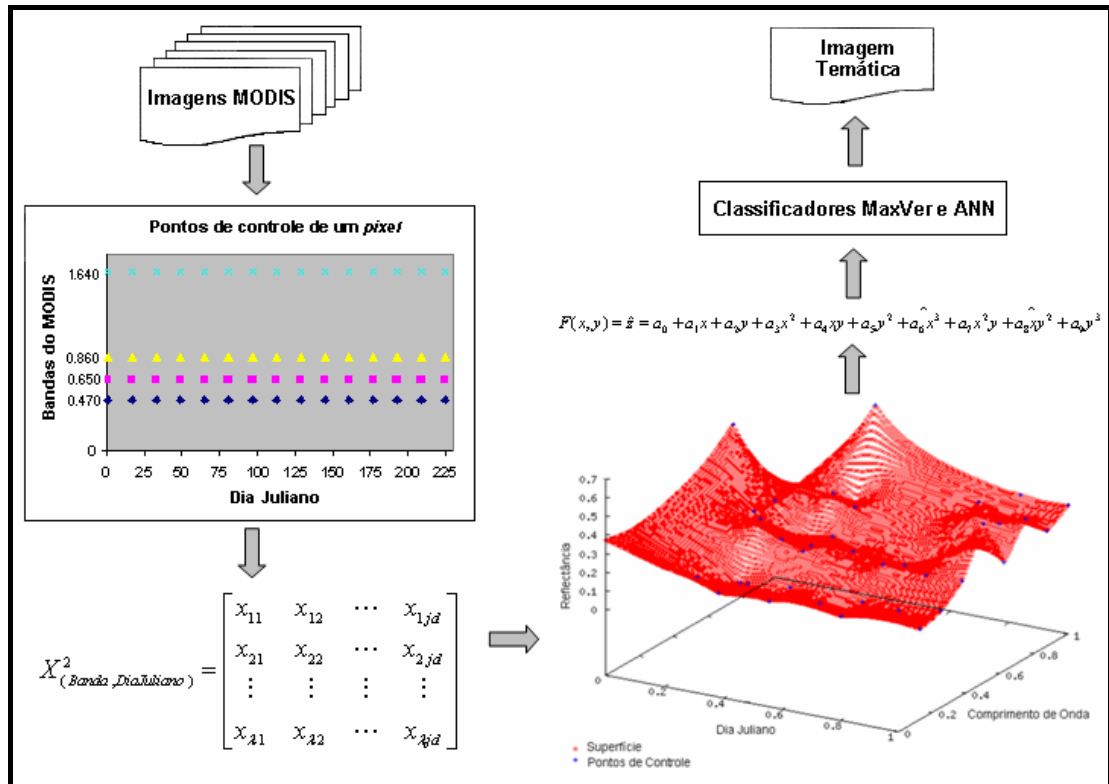 Imagens MODIS
Pontos de controle de um pixel
Bandas do MODIS
1.640
0.860
0.650
0.470
0
0 25 50 75 100 125 150 175 200 225
Dia Juliano
X²(Banda,DiaJuliano) =
x11 x12 ⋯ x1jd
x21 x22 ⋯ x2jd
⋮ ⋮ ⋮ ⋮
xλ1 xλ2 ⋯ xλjd
Imagem
Temática
Classificadores MaxVer e ANN
F(x,y) = ẑ = a0 + a1x + a2y + a3x² + a4xy + a5y² + a6x³ + a7x²y + a8xy² + a9y³
Reflectância
0.7
0.6
0.5
0.4
0.3
0.2
0.1
0
0 0.2 0.4 0.6 0.8 1
Dia Juliano
0 0.2 0.4 0.6 0.8 1
Comprimento de Onda
Superfície
Pontos de Controle